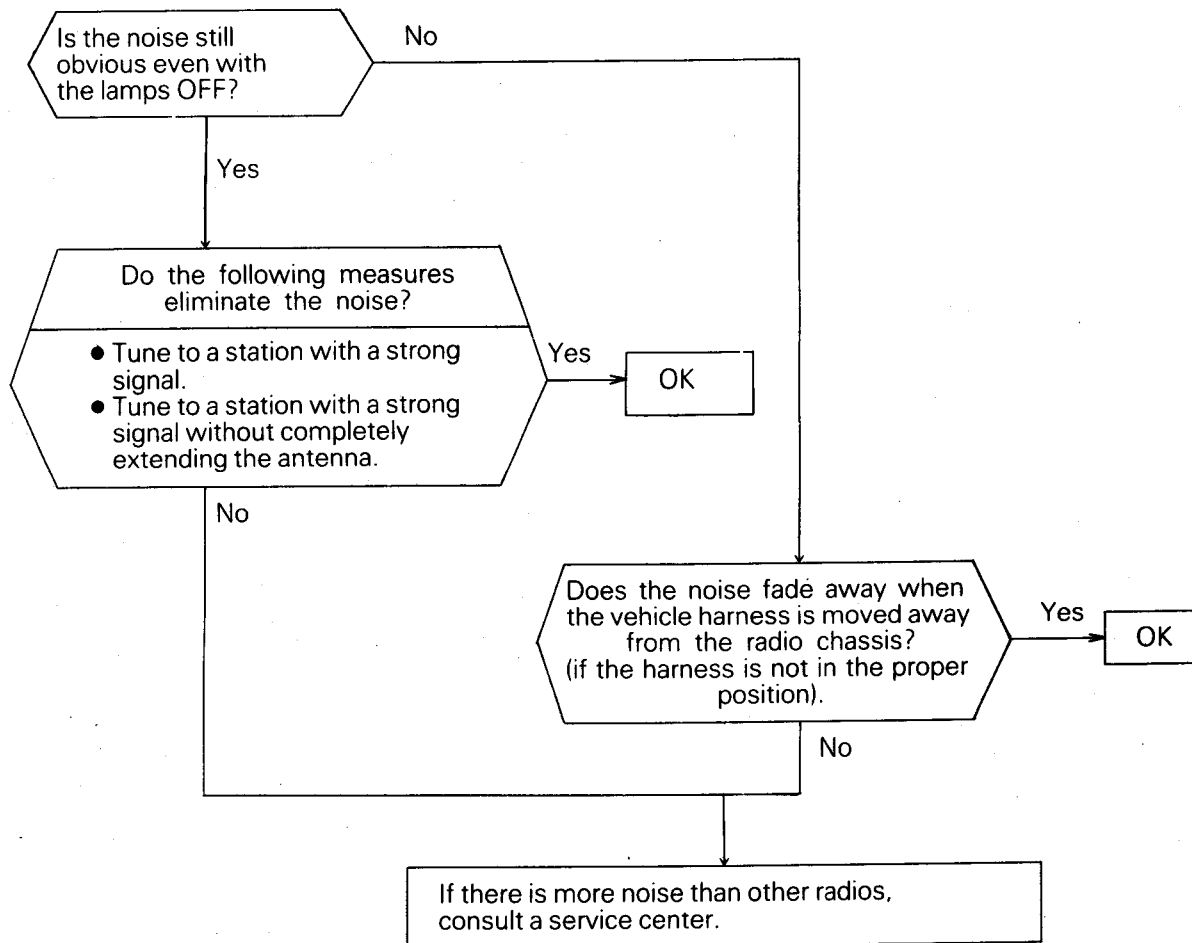 Is the noise still
obvious even with
the lamps OFF?
No
Yes
Do the following measures
eliminate the noise?
● Tune to a station with a strong
signal.
● Tune to a station with a strong
signal without completely
extending the antenna.
Yes
OK
No
Does the noise fade away when
the vehicle harness is moved away
from the radio chassis?
(if the harness is not in the proper
position).
Yes
OK
No
If there is more noise than other radios,
consult a service center.